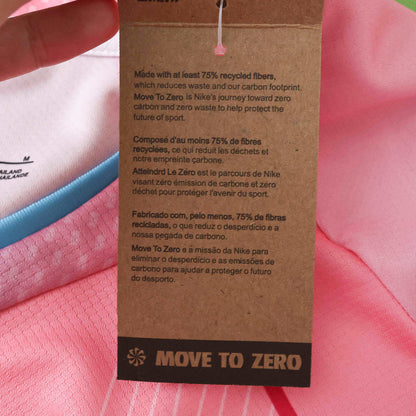 Made with at least 75% recycled fibers,
which reduces waste and our carbon footprint.
Move To Zero is Nike's journey toward zero
carbon and zero waste to help protect the
future of sport.
Composé d'au moins 75% de fibres
recyclées, ce qui reduit les déchets et
notre empreinte carbone.
Atteindrd Le Zéro est le parcours de Nike
visant zéro émission de carbone et zéro
déchet pour protéger l'avenir du sport.
Fabricado com, pelo menos, 75% de fibras
recicladas, o que reduz o desperdício e a
nossa pegada de carbono.
Move To Zero e a missão da Nike para
eliminar o desperdício e as emissões de
carbono para ajudar a proteger o futuro
do desporto.
MOVE TO ZERO
M
AILAND
ILANDE